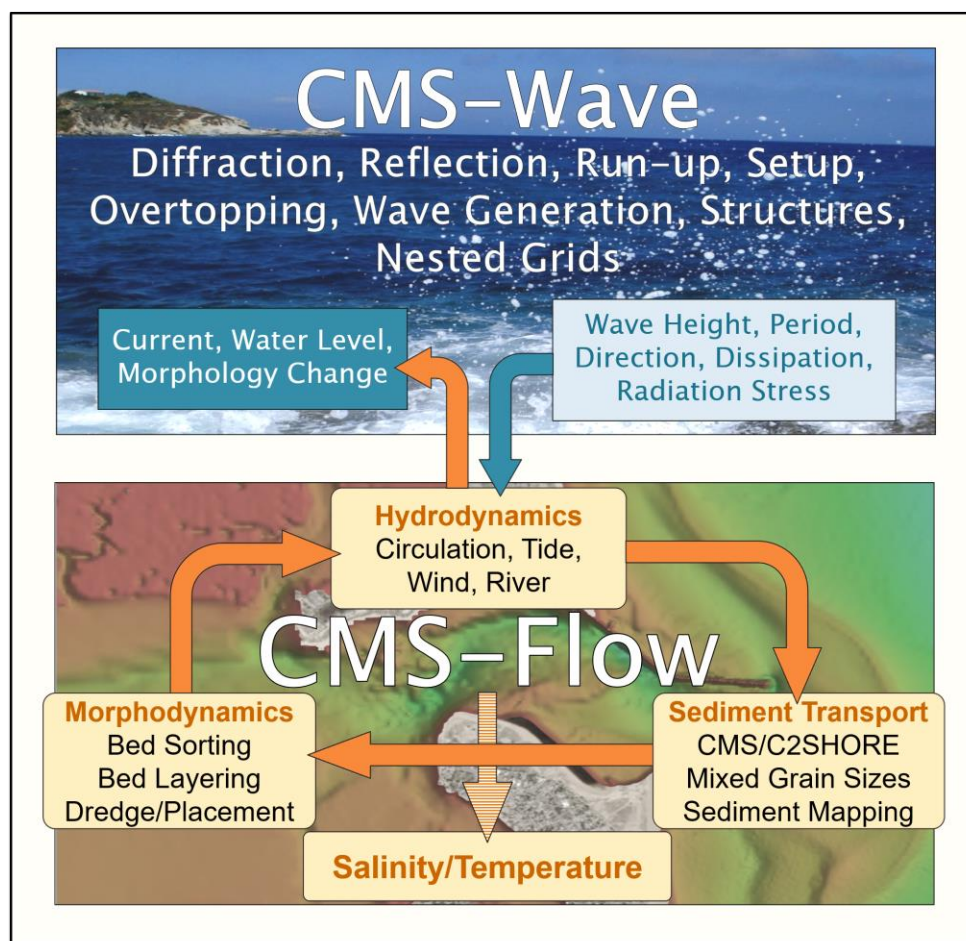 CMS-Wave
Diffraction, Reflection, Run-up, Setup,
Overtopping, Wave Generation, Structures,
Nested Grids
Current, Water Level,
Morphology Change
Wave Height, Period,
Direction, Dissipation,
Radiation Stress
Hydrodynamics
Circulation, Tide,
Wind, River
CMS-Flow
Morphodynamics
Bed Sorting
Bed Layering
Dredge/Placement
Sediment Transport
CMS/C2SHORE
Mixed Grain Sizes
Sediment Mapping
Salinity/Temperature